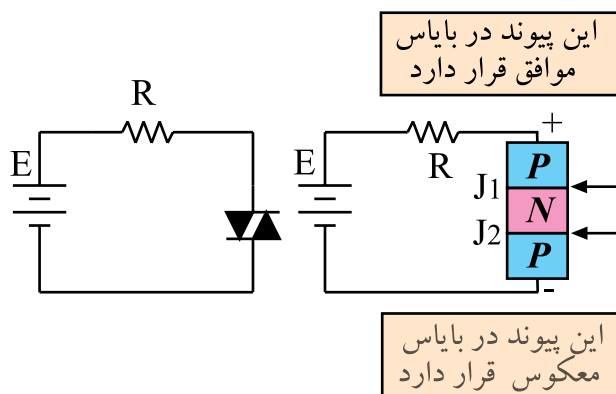 این پیوند در بایاس
موافق قرار دارد
R
E
E
R
+
P
J1
N
J2
P
-
این پیوند در بایاس
معکوس قرار دارد